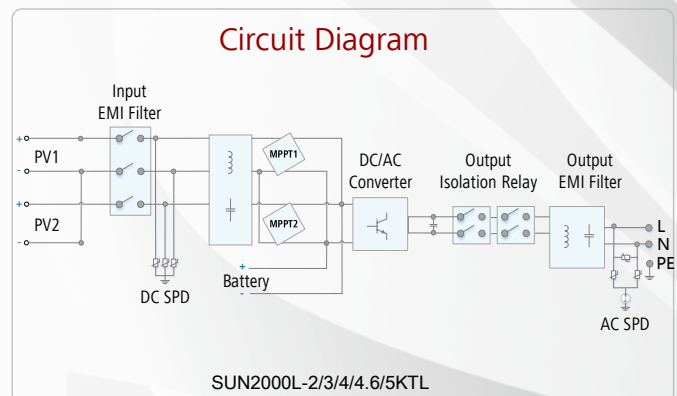 Circuit Diagram
Input
EMI Filter
+
PV1
-
+
PV2
-
DC SPD
MPPT1
MPPT2
+
Battery
-
DC/AC
Converter
Output
Isolation Relay
Output
EMI Filter
L
N
PE
AC SPD
SUN2000L-2/3/4/4.6/5KTL